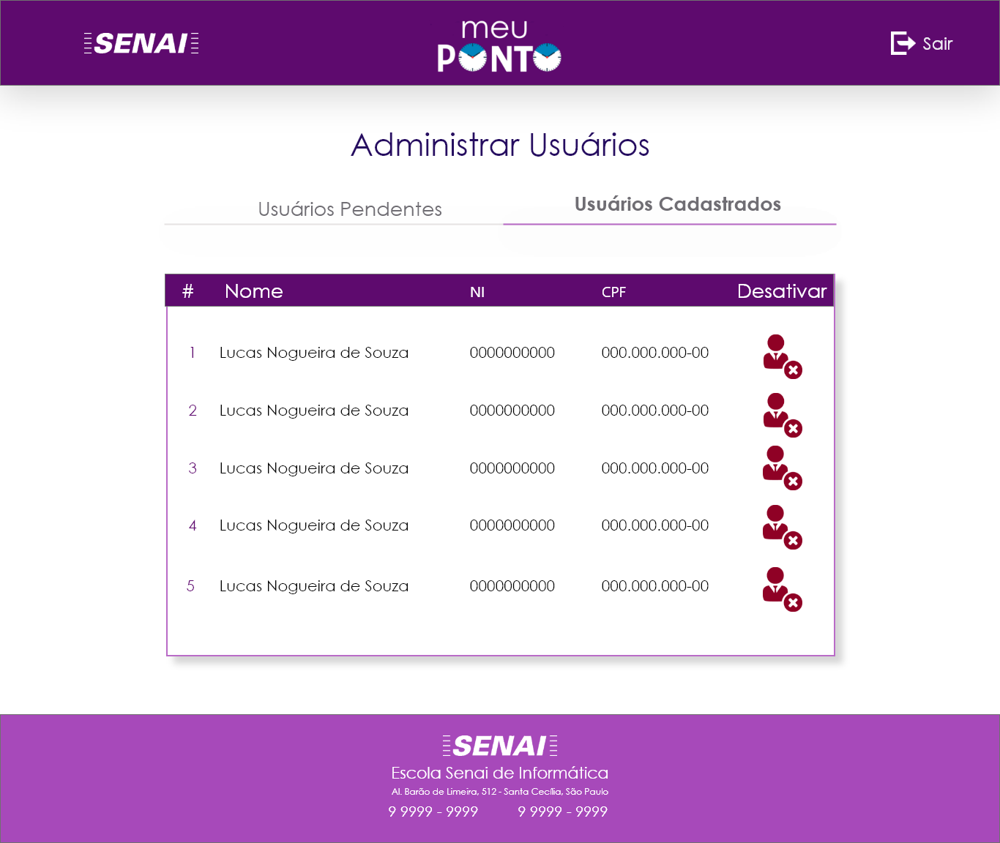 SENAI
meu
PONTO
Sair
Administrar Usuários
Usuários Pendentes
Usuários Cadastrados
# Nome NI CPF Desativar
1 Lucas Nogueira de Souza 0000000000 000.000.000-00
2 Lucas Nogueira de Souza 0000000000 000.000.000-00
3 Lucas Nogueira de Souza 0000000000 000.000.000-00
4 Lucas Nogueira de Souza 0000000000 000.000.000-00
5 Lucas Nogueira de Souza 0000000000 000.000.000-00
SENAI
Escola Senai de Informática
Al. Barão de Limeira, 512 - Santa Cecília, São Paulo
9 9999 - 9999 9 9999 - 9999